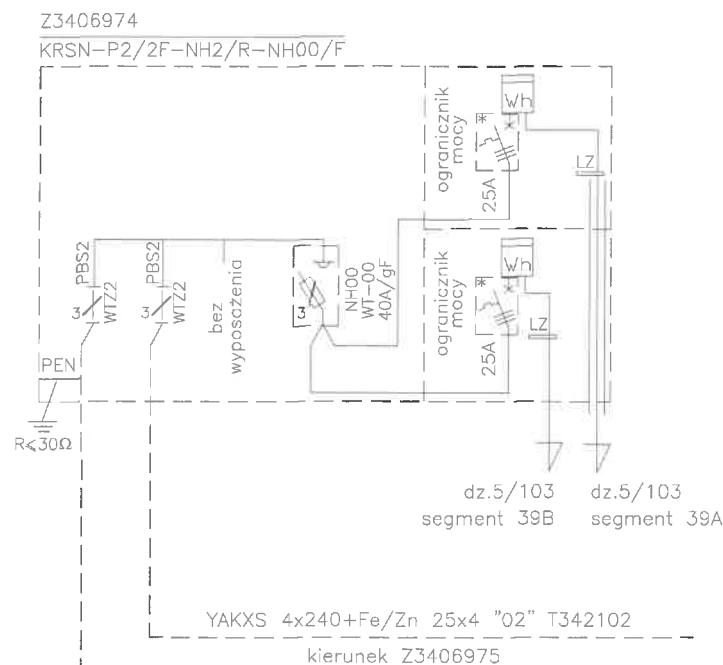 Z3406974
KRSN-P2/2F-NH2/R-NH00/F
ogranicznik
mocy
*
25A
Wh
LZ
PBS2
3
WTZ2
PBS2
3
WTZ2
bez
wyposażenia
3
NH00
WT-00
40A/gF
ogranicznik
mocy
*
25A
Wh
LZ
PEN
R⩽30Ω
dz.5/103
segment 39B
dz.5/103
segment 39A
YAKXS 4x240+Fe/Zn 25x4 "02" T342102
kierunek Z3406975